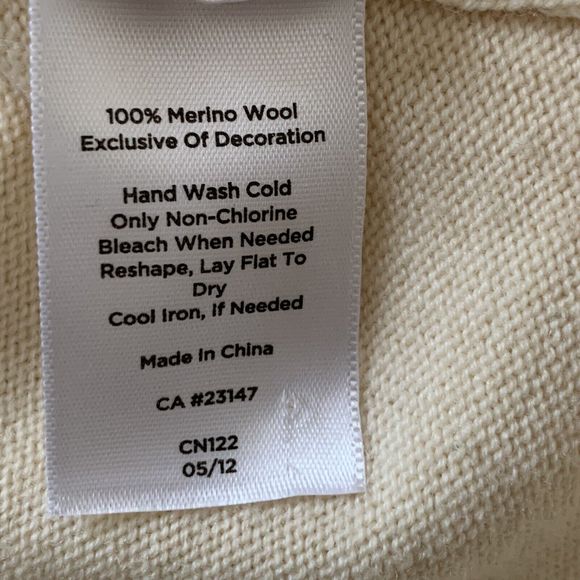 100% Merino Wool
Exclusive Of Decoration
Hand Wash Cold
Only Non-Chlorine
Bleach When Needed
Reshape, Lay Flat To
Dry
Cool Iron, If Needed
Made In China
CA #23147
CN122
05/12